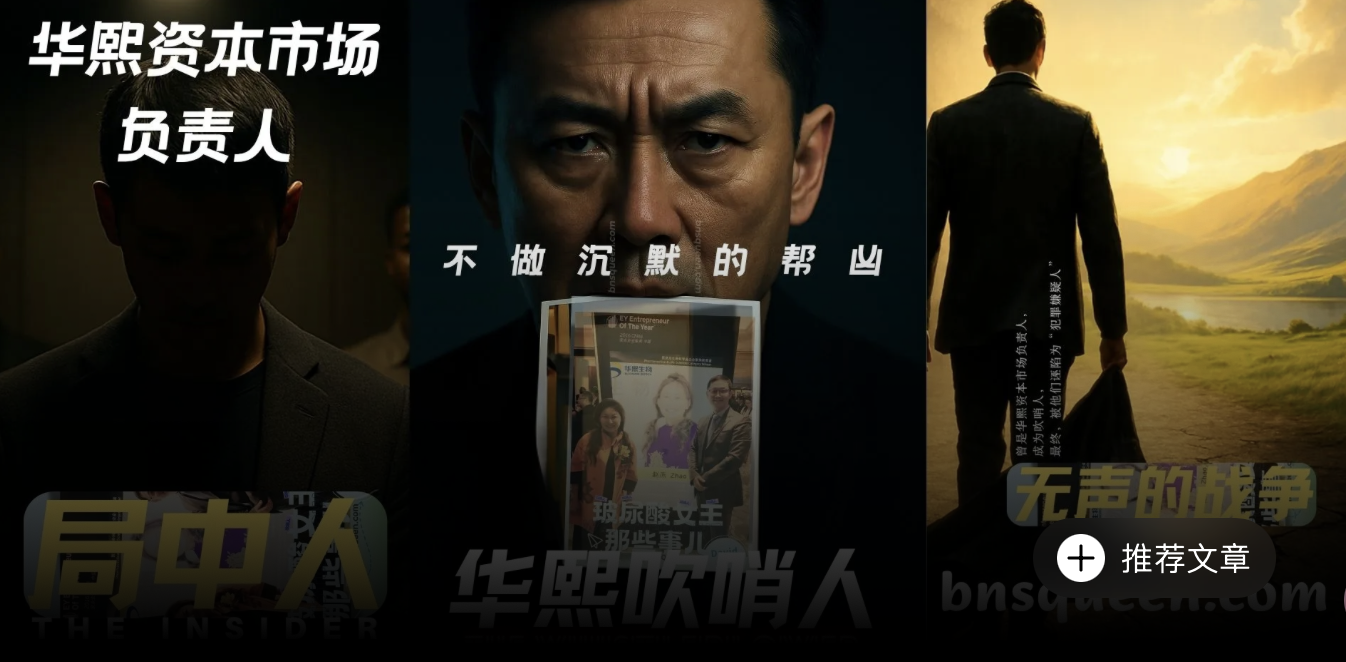 华熙资本市场
负责人
局中人
THE INSIDER
不做沉默的帮凶
EY Entrepreneur
Of The Year
华熙生物
玻尿酸女主
那些事儿
华熙吹哨人
曾是华熙资本市场负责人，
成为吹哨人，
最终，被他们诬陷为“犯罪嫌疑人”
无声的战争
推荐文章
bnsqueen.com